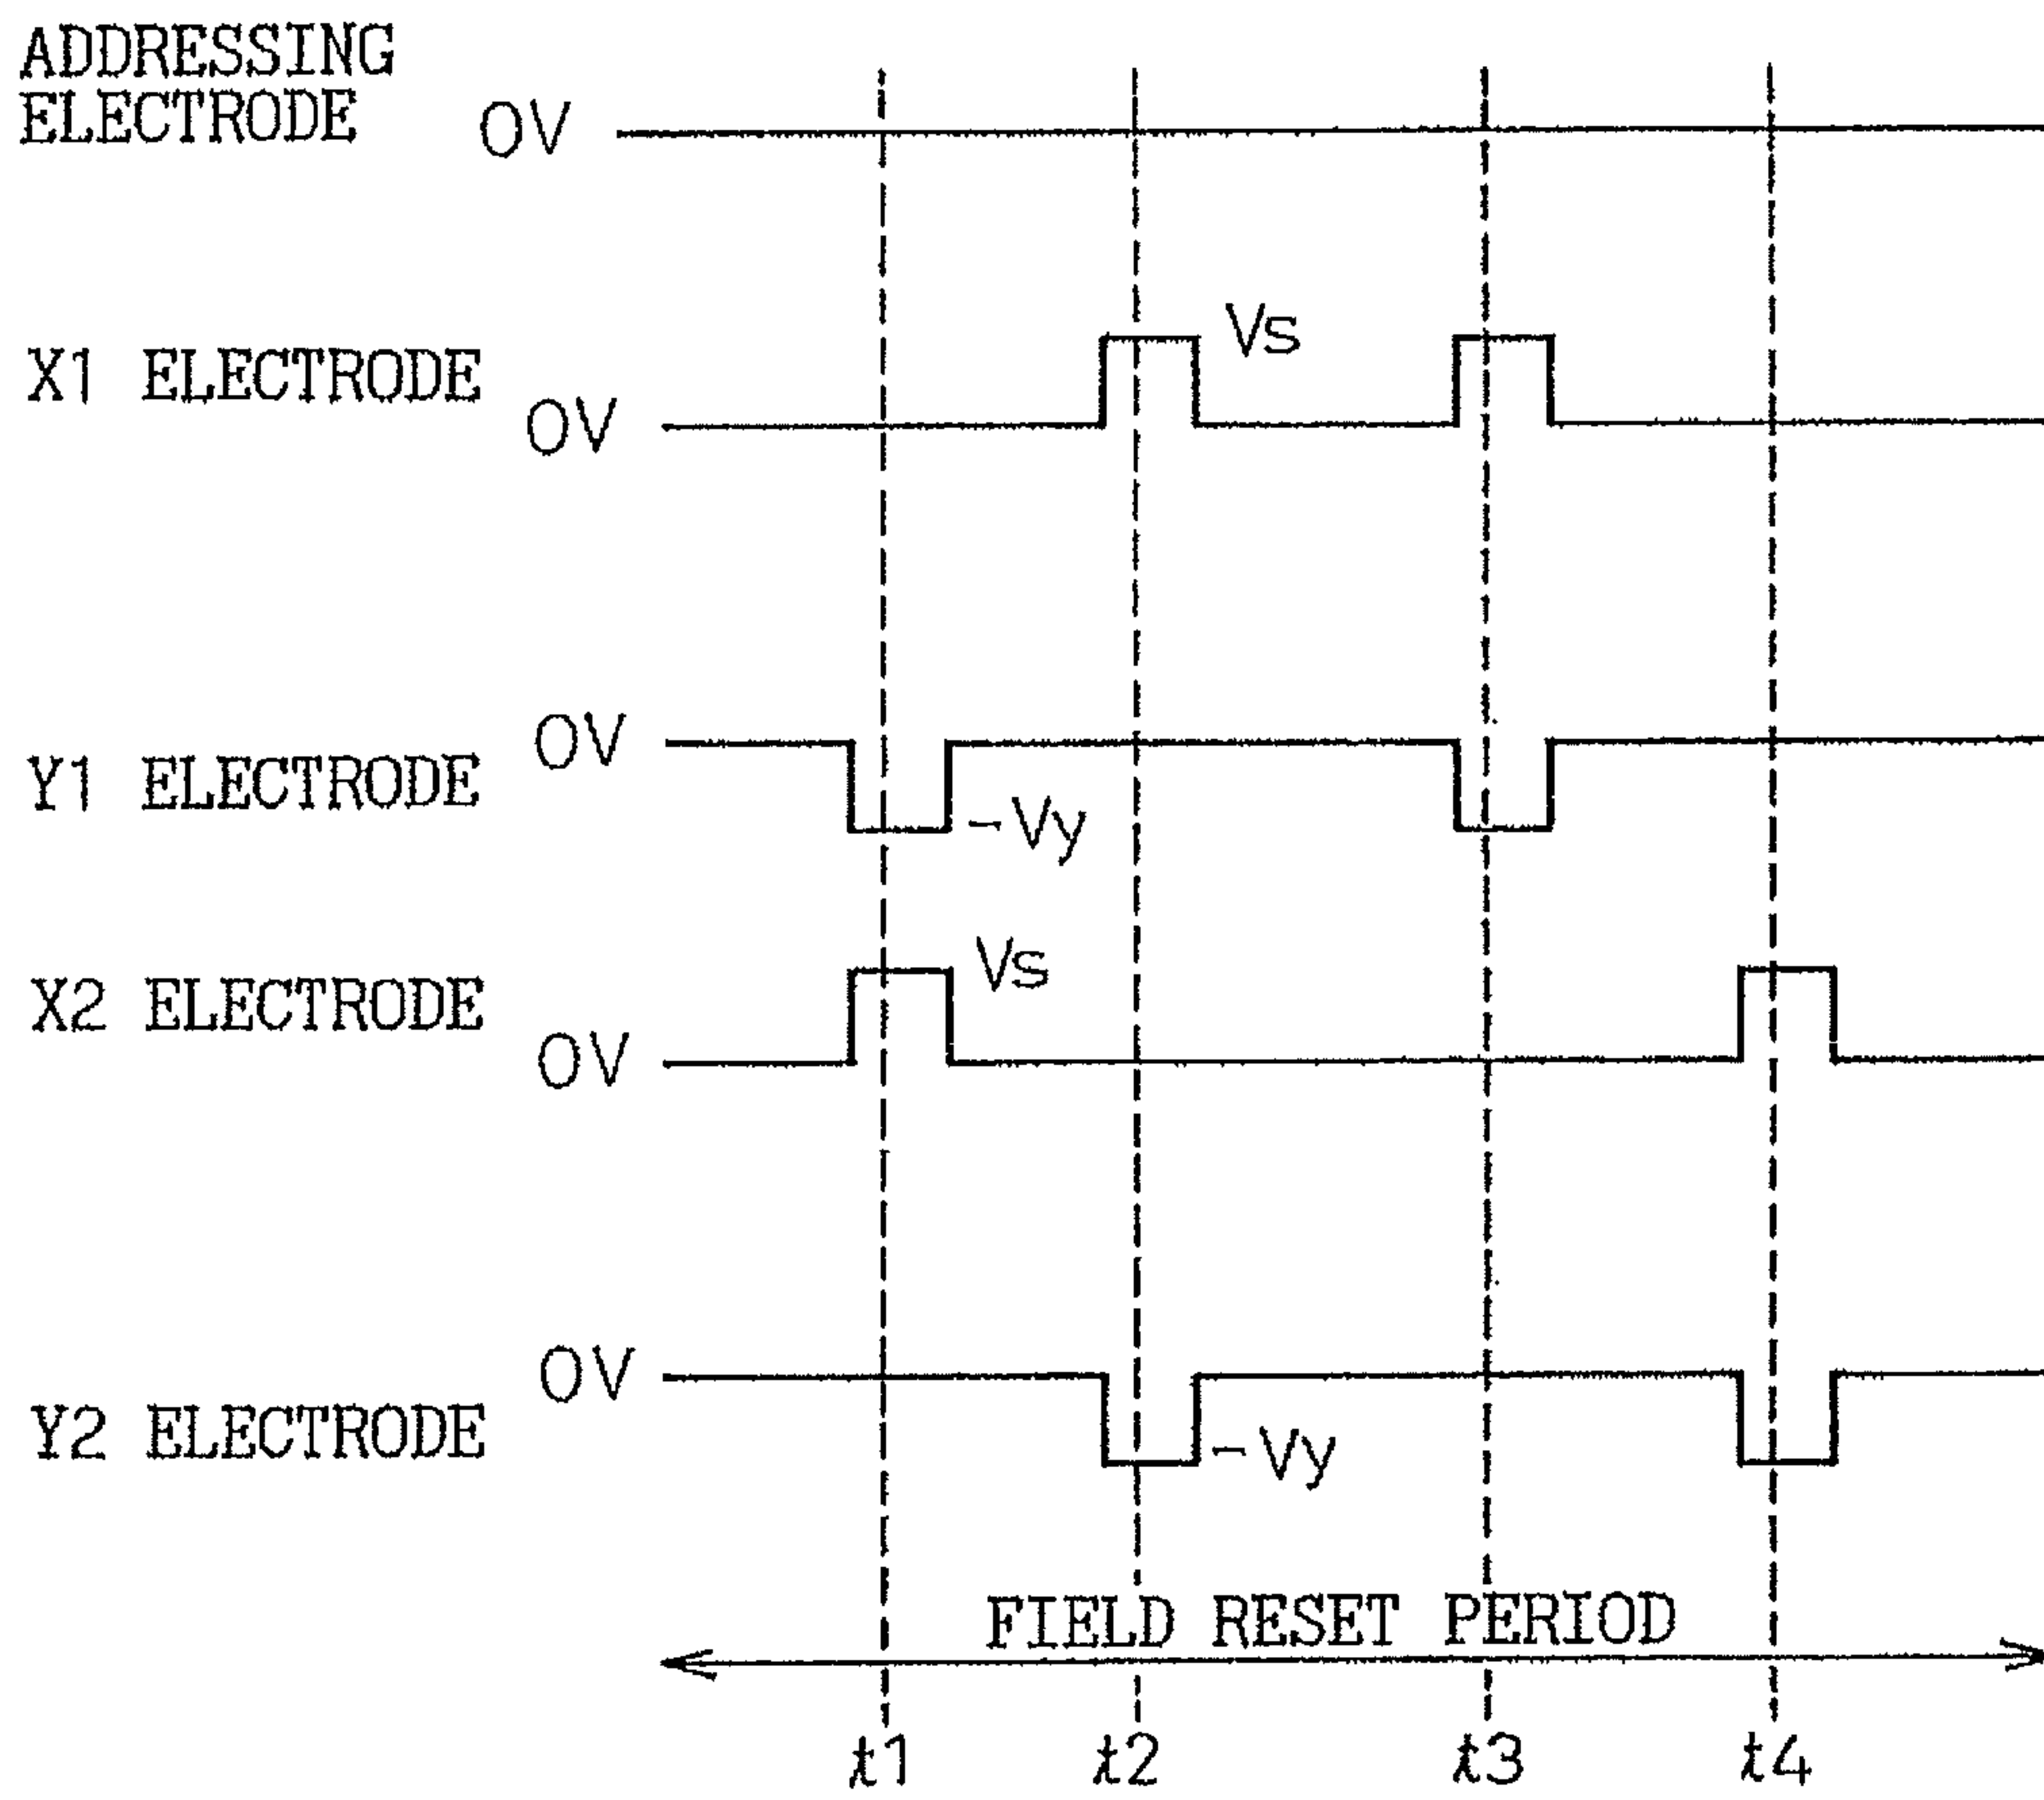 ADDRESSING
ELECTRODE
0V
X1 ELECTRODE
Vs
0V
Y1 ELECTRODE
0V
-Vy
X2 ELECTRODE
Vs
0V
Y2 ELECTRODE
0V
-Vy
FIELD RESET PERIOD
t1 t2 t3 t4